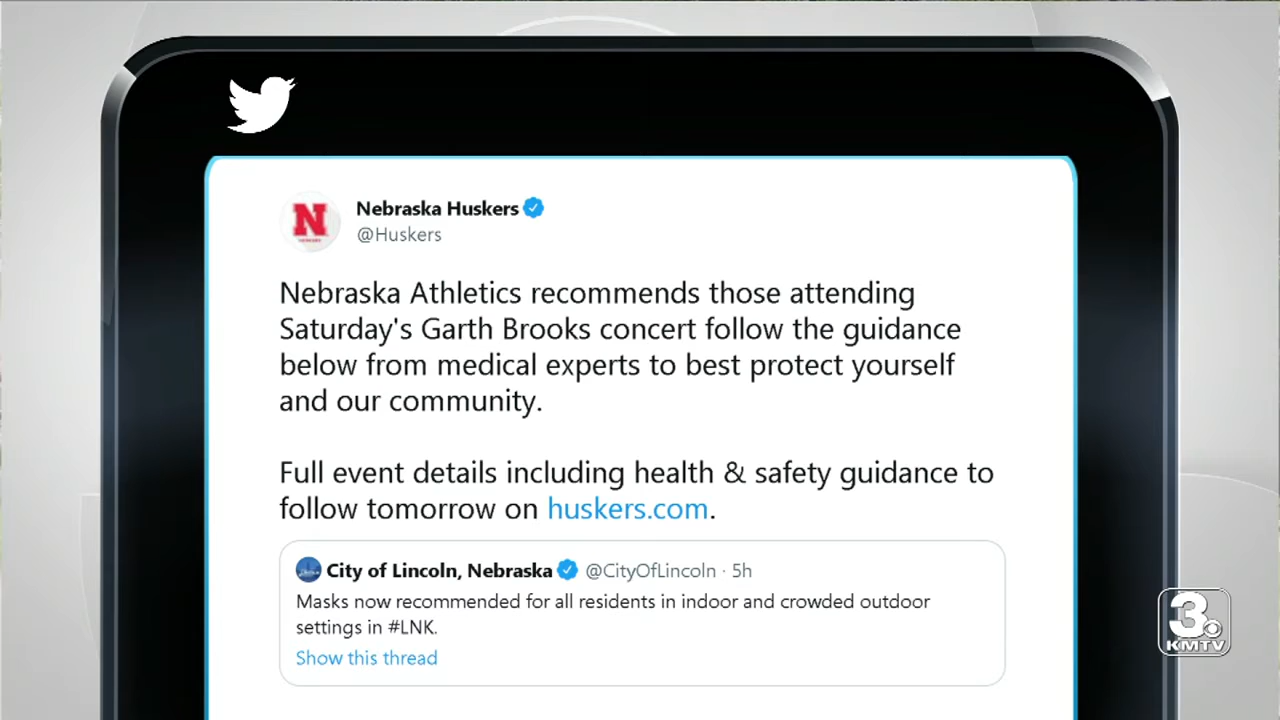 N
Nebraska Huskers
@Huskers
Nebraska Athletics recommends those attending
Saturday's Garth Brooks concert follow the guidance
below from medical experts to best protect yourself
and our community.
Full event details including health & safety guidance to
follow tomorrow on huskers.com.
City of Lincoln, Nebraska @CityOfLincoln · 5h
Masks now recommended for all residents in indoor and crowded outdoor
settings in #LNK.
Show this thread
3
KMTV